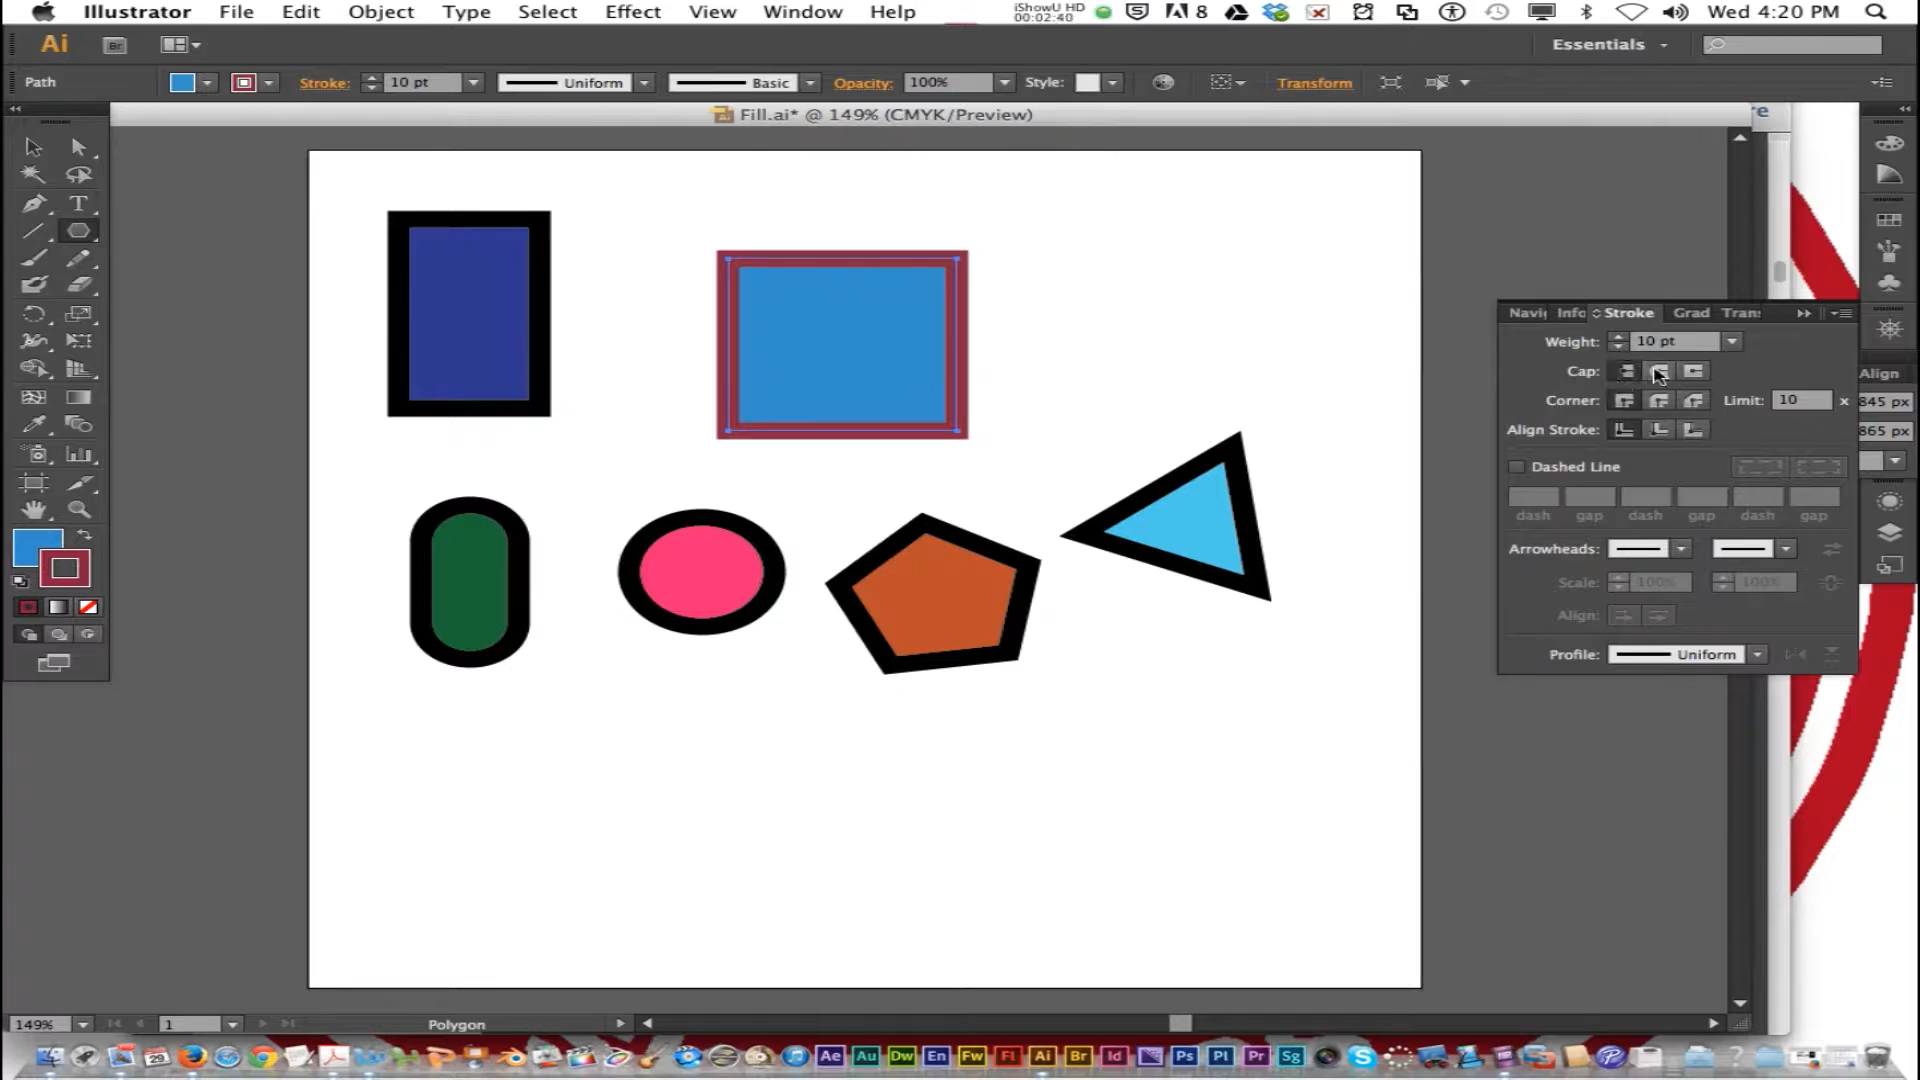 Illustrator File Edit Object Type Select Effect View Window Help iShowU HD 00:02:40 8 Wed 4:20 PM
Ai Br Essentials
Path Stroke: 10 pt Uniform Basic Opacity: 100% Style: Transform
Fill.ai* @ 149% (CMYK/Preview)
T
Info Stroke Grad
Weight: 10 pt
Cap: Align
Corner: Limit: 10 x 845 px
Align Stroke: 865 px
Dashed Line
dash gap dash gap dash gap
Arrowheads:
Scale: 100% 100%
Align:
Profile: Uniform
149% 1 Polygon
Ae Au Dw En Fw Fl Ai Br Id Ps Pl Pr Sg